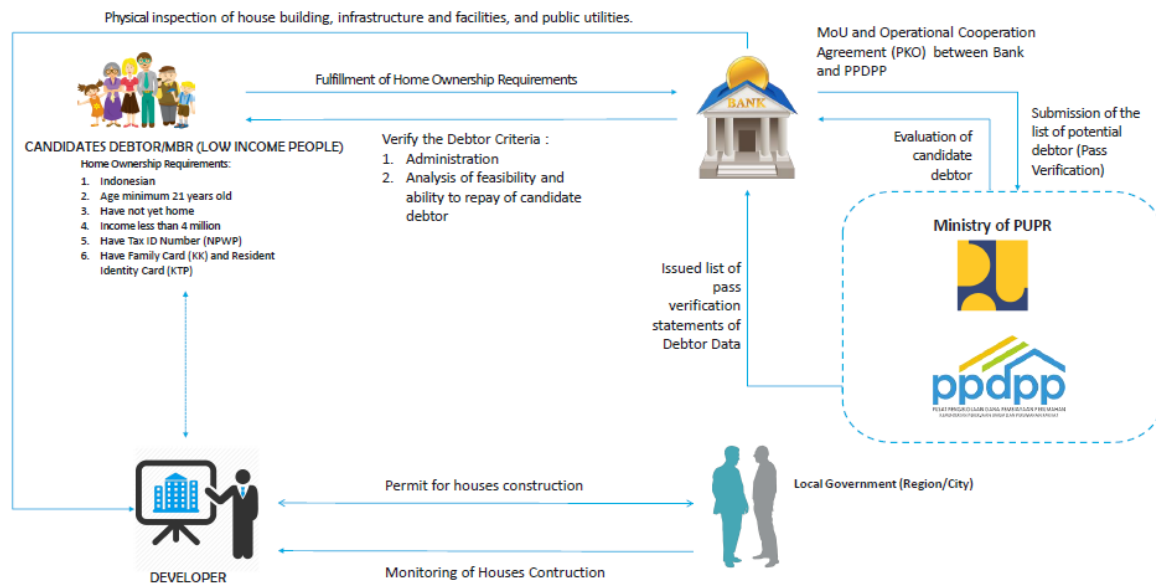 Physical inspection of house building, infrastructure and facilities, and public utilities.
MoU and Operational Cooperation
Agreement (PKO) between Bank
and PPDPP
Fulfillment of Home Ownership Requirements
BANK
CANDIDATES DEBTOR/MBR (LOW INCOME PEOPLE)
Home Ownership Requirements:
1. Indonesian
2. Age minimum 21 years old
3. Have not yet home
4. Income less than 4 million
5. Have Tax ID Number (NPWP)
6. Have Family Card (KK) and Resident
Identity Card (KTP)
Verify the Debtor Criteria :
1. Administration
2. Analysis of feasibility and
ability to repay of candidate
debtor
Evaluation of
candidate
debtor
Submission of the
list of potential
debtor (Pass
Verification)
Ministry of PUPR
Issued list of
pass
verification
statements of
Debtor Data
ppdpp
Permit for houses construction
Local Government (Region/City)
Monitoring of Houses Contruction
DEVELOPER